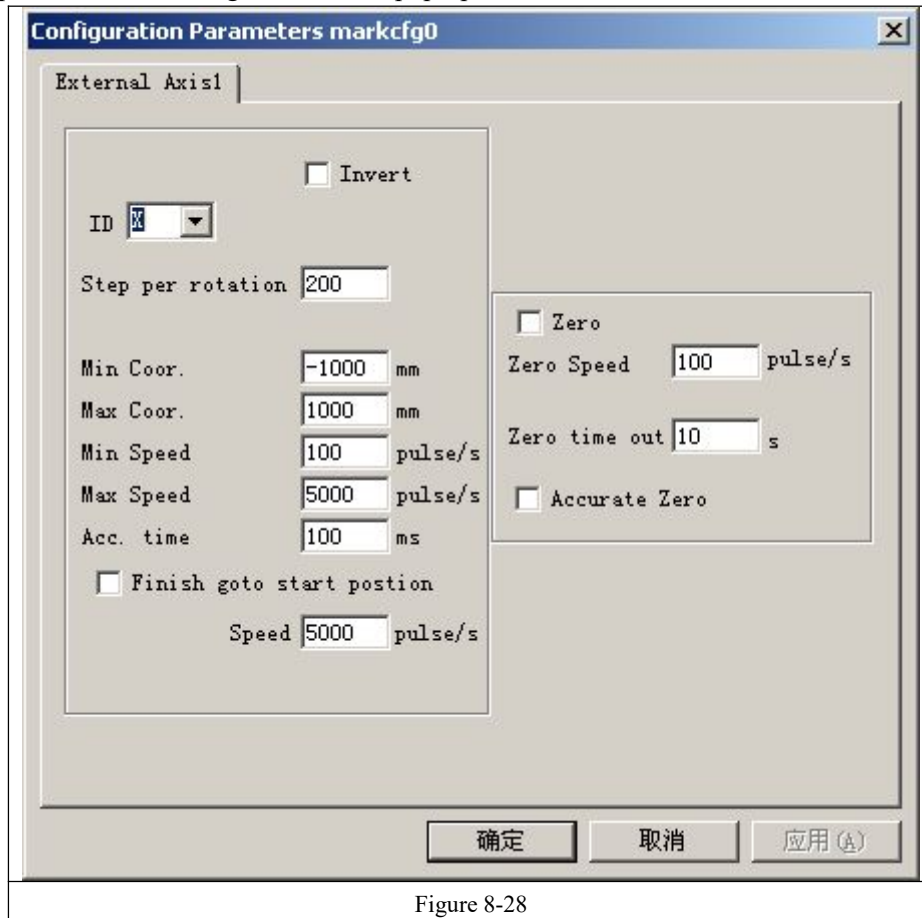 Configuration Parameters markcfg0
External Axis1
Invert
ID X
Step per rotation 200
Min Coor. -1000 mm
Max Coor. 1000 mm
Min Speed 100 pulse/s
Max Speed 5000 pulse/s
Acc. time 100 ms
Finish goto start postion
Speed 5000 pulse/s
Zero
Zero Speed 100 pulse/s
Zero time out 10 s
Accurate Zero
确定 取消 应用(A)
Figure 8-28